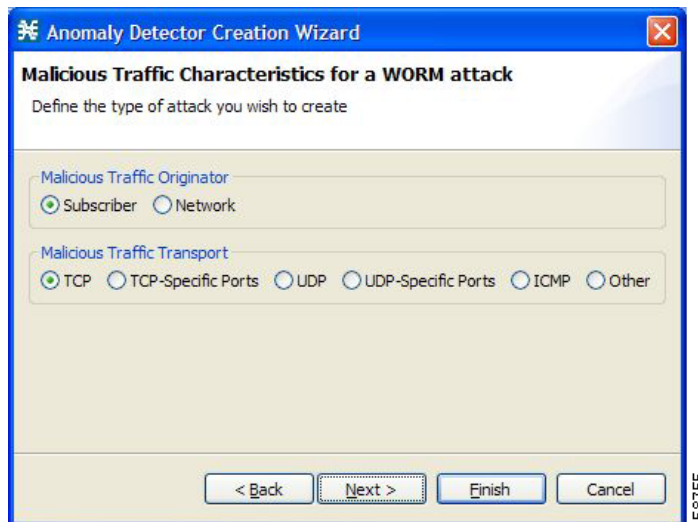 Anomaly Detector Creation Wizard
Malicious Traffic Characteristics for a WORM attack
Define the type of attack you wish to create
Malicious Traffic Originator
Subscriber Network
Malicious Traffic Transport
TCP TCP-Specific Ports UDP UDP-Specific Ports ICMP Other
< Back Next > Finish Cancel